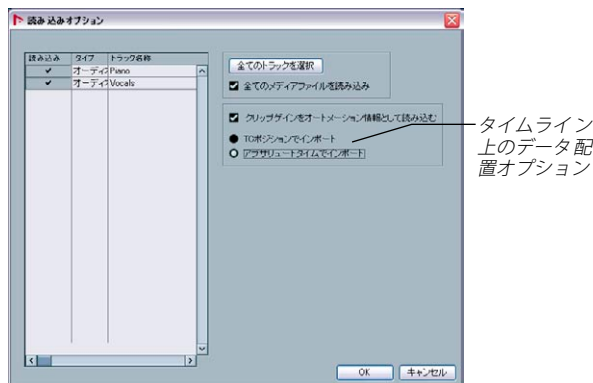 読み込みオプション
読み込み タイプ トラック名称
✔ オーディオ Piano
✔ オーディオ Vocals
全てのトラックを選択
全てのメディアファイルを読み込み
クリップゲインをオートメーション情報として読み込む
TCポジションでインポート
アブソリュートタイムでインポート
タイムライン
上のデータ配
置オプション
OK キャンセル